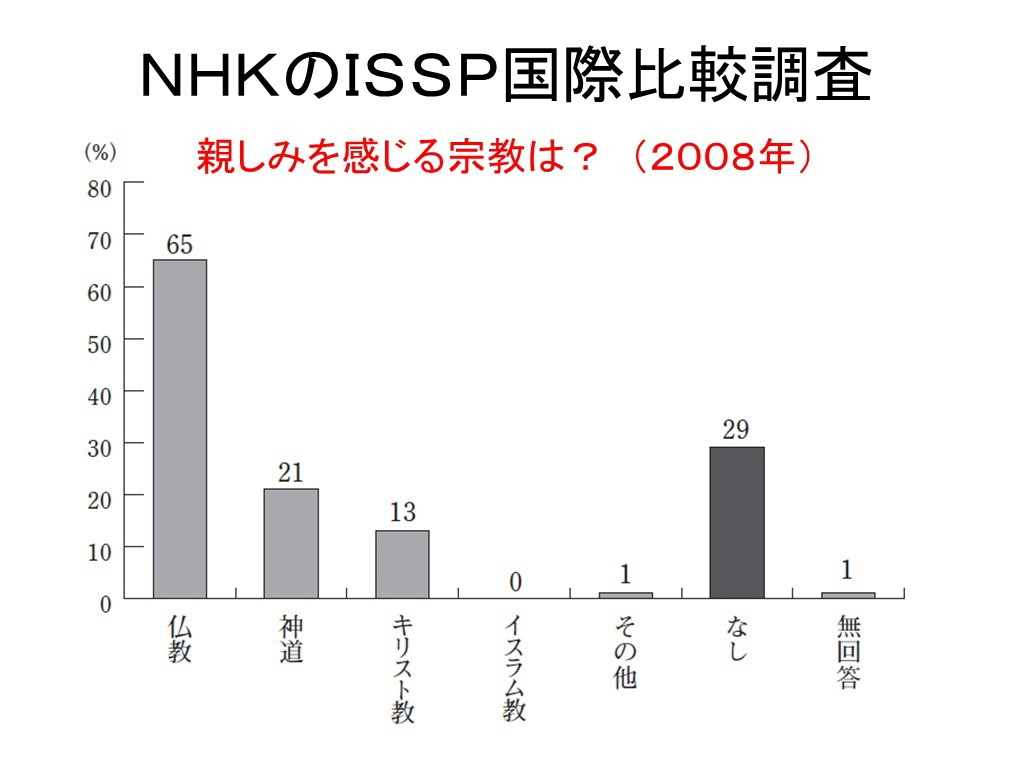 ＮＨＫのＩＳＳＰ国際比較調査
親しみを感じる宗教は？ （２００８年）
(%)
80
70
60
50
40
30
20
10
0
65
21
13
0
1
29
1
仏教
神道
キリスト教
イスラム教
その他
なし
無回答